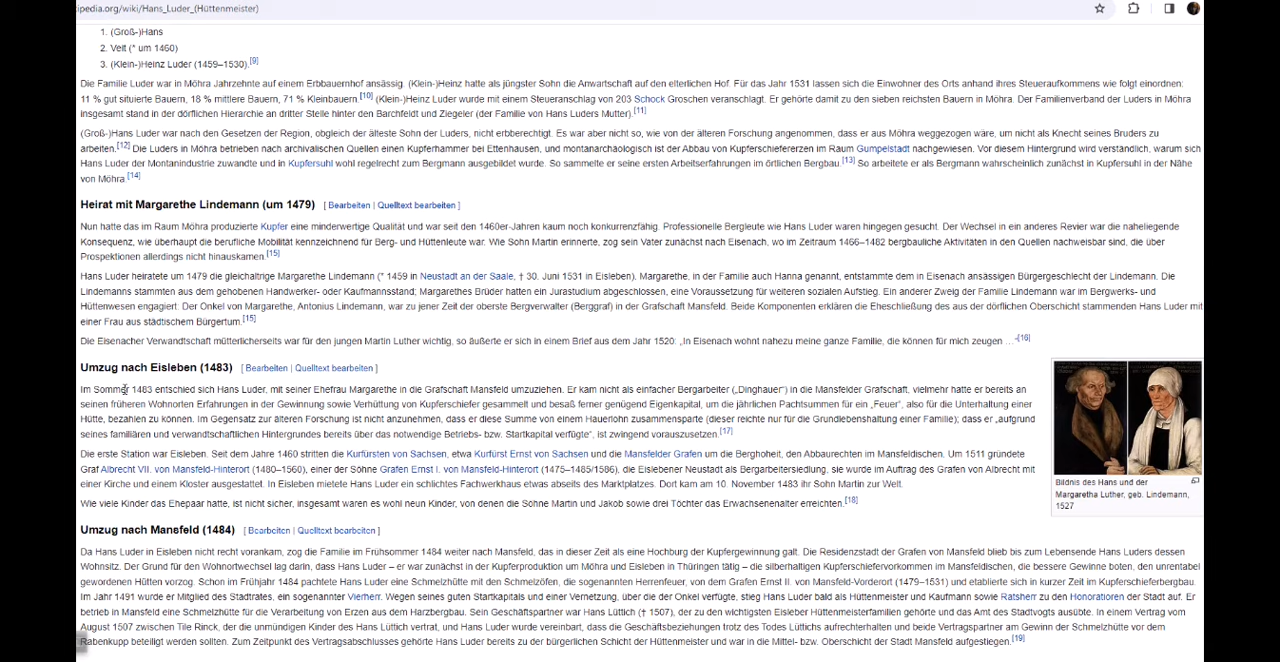 ipedia.org/wiki/Hans_Luder_(Hüttenmeister)
1. (Groß-)Hans
2. Veit (* um 1460)
3. (Klein-)Heinz Luder (1459–1530).[9]
Die Familie Luder war in Möhra Jahrzehnte auf einem Erbbauernhof ansässig. (Klein-)Heinz hatte als jüngster Sohn die Anwartschaft auf den elterlichen Hof. Für das Jahr 1531 lassen sich die Einwohner des Orts anhand ihres Steueraufkommens wie folgt einordnen:
11 % gut situierte Bauern, 18 % mittlere Bauern, 71 % Kleinbauern.[10] (Klein-)Heinz Luder wurde mit einem Steueranschlag von 203 Schock Groschen veranschlagt. Er gehörte damit zu den sieben reichsten Bauern in Möhra. Der Familienverband der Luders in Möhra
insgesamt stand in der dörflichen Hierarchie an dritter Stelle hinter den Barchfeldt und Ziegeler (der Familie von Hans Luders Mutter).[11]
(Groß-)Hans Luder war nach den Gesetzen der Region, obgleich der älteste Sohn der Luders, nicht erbberechtigt. Es war aber nicht so, wie von der älteren Forschung angenommen, dass er aus Möhra weggezogen wäre, um nicht als Knecht seines Bruders zu
arbeiten.[12] Die Luders in Möhra betrieben nach archivalischen Quellen einen Kupferhammer bei Ettenhausen, und montanarchäologisch ist der Abbau von Kupferschiefererzen im Raum Gumpelstadt nachgewiesen. Vor diesem Hintergrund wird verständlich, warum sich
Hans Luder der Montanindustrie zuwandte und in Kupfersuhl wohl regelrecht zum Bergmann ausgebildet wurde. So sammelte er seine ersten Arbeitserfahrungen im örtlichen Bergbau.[13] So arbeitete er als Bergmann wahrscheinlich zunächst in Kupfersuhl in der Nähe
von Möhra.[14]
Heirat mit Margarethe Lindemann (um 1479) [ Bearbeiten | Quelltext bearbeiten ]
Nun hatte das im Raum Möhra produzierte Kupfer eine minderwertige Qualität und war seit den 1460er-Jahren kaum noch konkurrenzfähig. Professionelle Bergleute wie Hans Luder waren hingegen gesucht. Der Wechsel in ein anderes Revier war die naheliegende
Konsequenz, wie überhaupt die berufliche Mobilität kennzeichnend für Berg- und Hüttenleute war. Wie Sohn Martin erinnerte, zog sein Vater zunächst nach Eisenach, wo im Zeitraum 1466–1482 bergbauliche Aktivitäten in den Quellen nachweisbar sind, die über
Prospektionen allerdings nicht hinauskamen.[15]
Hans Luder heiratete um 1479 die gleichaltrige Margarethe Lindemann (* 1459 in Neustadt an der Saale, † 30. Juni 1531 in Eisleben). Margarethe, in der Familie auch Hanna genannt, entstammte dem in Eisenach ansässigen Bürgergeschlecht der Lindemann. Die
Lindemanns stammten aus dem gehobenen Handwerker- oder Kaufmannsstand; Margarethes Brüder hatten ein Jurastudium abgeschlossen, eine Voraussetzung für weiteren sozialen Aufstieg. Ein anderer Zweig der Familie Lindemann war im Bergwerks- und
Hüttenwesen engagiert: Der Onkel von Margarethe, Antonius Lindemann, war zu jener Zeit der oberste Bergverwalter (Berggraf) in der Grafschaft Mansfeld. Beide Komponenten erklären die Eheschließung des aus der dörflichen Oberschicht stammenden Hans Luder mit
einer Frau aus städtischem Bürgertum.[15]
Die Eisenacher Verwandtschaft mütterlicherseits war für den jungen Martin Luther wichtig, so äußerte er sich in einem Brief aus dem Jahr 1520: „In Eisenach wohnt nahezu meine ganze Familie, die können für mich zeugen …“[16]
Umzug nach Eisleben (1483) [ Bearbeiten | Quelltext bearbeiten ]
Im Sommer 1483 entschied sich Hans Luder, mit seiner Ehefrau Margarethe in die Grafschaft Mansfeld umzuziehen. Er kam nicht als einfacher Bergarbeiter („Dinghauer“) in die Mansfelder Grafschaft, vielmehr hatte er bereits an
seinen früheren Wohnorten Erfahrungen in der Gewinnung sowie Verhüttung von Kupferschiefer gesammelt und besaß ferner genügend Eigenkapital, um die jährlichen Pachtsummen für ein „Feuer“, also für die Unterhaltung einer
Hütte, bezahlen zu können. Im Gegensatz zur älteren Forschung ist nicht anzunehmen, dass er diese Summe von einem Hauerlohn zusammensparte (dieser reichte nur für die Grundlebenshaltung einer Familie); dass er „aufgrund
seines familiären und verwandtschaftlichen Hintergrundes bereits über das notwendige Betriebs- bzw. Startkapital verfügte“, ist zwingend vorauszusetzen.[17]
Die erste Station war Eisleben. Seit dem Jahre 1460 stritten die Kurfürsten von Sachsen, etwa Kurfürst Ernst von Sachsen und die Mansfelder Grafen um die Berghoheit, den Abbaurechten im Mansfeldischen. Um 1511 gründete
Graf Albrecht VII. von Mansfeld-Hinterort (1480–1560), einer der Söhne Grafen Ernst I. von Mansfeld-Hinterort (1475–1485/1586), die Eislebener Neustadt als Bergarbeitersiedlung, sie wurde im Auftrag des Grafen von Albrecht mit
einer Kirche und einem Kloster ausgestattet. In Eisleben mietete Hans Luder ein schlichtes Fachwerkhaus etwas abseits des Marktplatzes. Dort kam am 10. November 1483 ihr Sohn Martin zur Welt.
Wie viele Kinder das Ehepaar hatte, ist nicht sicher, insgesamt waren es wohl neun Kinder, von denen die Söhne Martin und Jakob sowie drei Töchter das Erwachsenenalter erreichten.[18]
Bildnis des Hans und der
Margaretha Luther, geb. Lindemann,
1527
Umzug nach Mansfeld (1484) [ Bearbeiten | Quelltext bearbeiten ]
Da Hans Luder in Eisleben nicht recht vorankam, zog die Familie im Frühsommer 1484 weiter nach Mansfeld, das in dieser Zeit als eine Hochburg der Kupfergewinnung galt. Die Residenzstadt der Grafen von Mansfeld blieb bis zum Lebensende Hans Luders dessen
Wohnsitz. Der Grund für den Wohnortwechsel lag darin, dass Hans Luder – er war zunächst in der Kupferproduktion um Möhra und Eisleben in Thüringen tätig – die silberhaltigen Kupferschiefervorkommen im Mansfeldischen, die bessere Gewinne boten, den unrentabel
gewordenen Hütten vorzog. Schon im Frühjahr 1484 pachtete Hans Luder eine Schmelzhütte mit den Schmelzöfen, die sogenannten Herrenfeuer, von dem Grafen Ernst II. von Mansfeld-Vorderort (1479–1531) und etablierte sich in kurzer Zeit im Kupferschieferbergbau.
Im Jahr 1491 wurde er Mitglied des Stadtrates, ein sogenannter Vierherr. Wegen seines guten Startkapitals und einer Vernetzung, über die der Onkel verfügte, stieg Hans Luder bald als Hüttenmeister und Kaufmann sowie Ratsherr zu den Honoratioren der Stadt auf. Er
betrieb in Mansfeld eine Schmelzhütte für die Verarbeitung von Erzen aus dem Harzbergbau. Sein Geschäftspartner war Hans Lüttich († 1507), der zu den wichtigsten Eisleber Hüttenmeisterfamilien gehörte und das Amt des Stadtvogts ausübte. In einem Vertrag vom
August 1507 zwischen Tile Rinck, der die unmündigen Kinder des Hans Lüttich vertrat, und Hans Luder wurde vereinbart, dass die Geschäftsbeziehungen trotz des Todes Lüttichs aufrechterhalten und beide Vertragspartner am Gewinn der Schmelzhütte vor dem
Rabenkupp beteiligt werden sollten. Zum Zeitpunkt des Vertragsabschlusses gehörte Hans Luder bereits zu der bürgerlichen Schicht der Hüttenmeister und war in die Mittel- bzw. Oberschicht der Stadt Mansfeld aufgestiegen.[19]